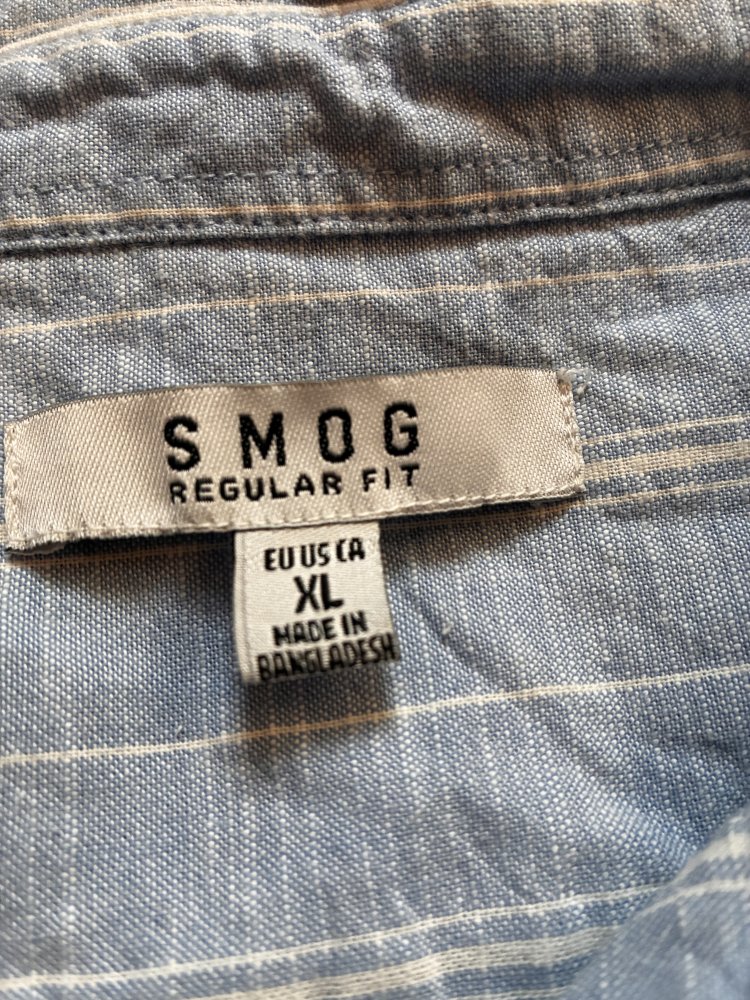 SMOG
REGULAR FIT
EU US CA
XL
MADE IN
BANGLADESH